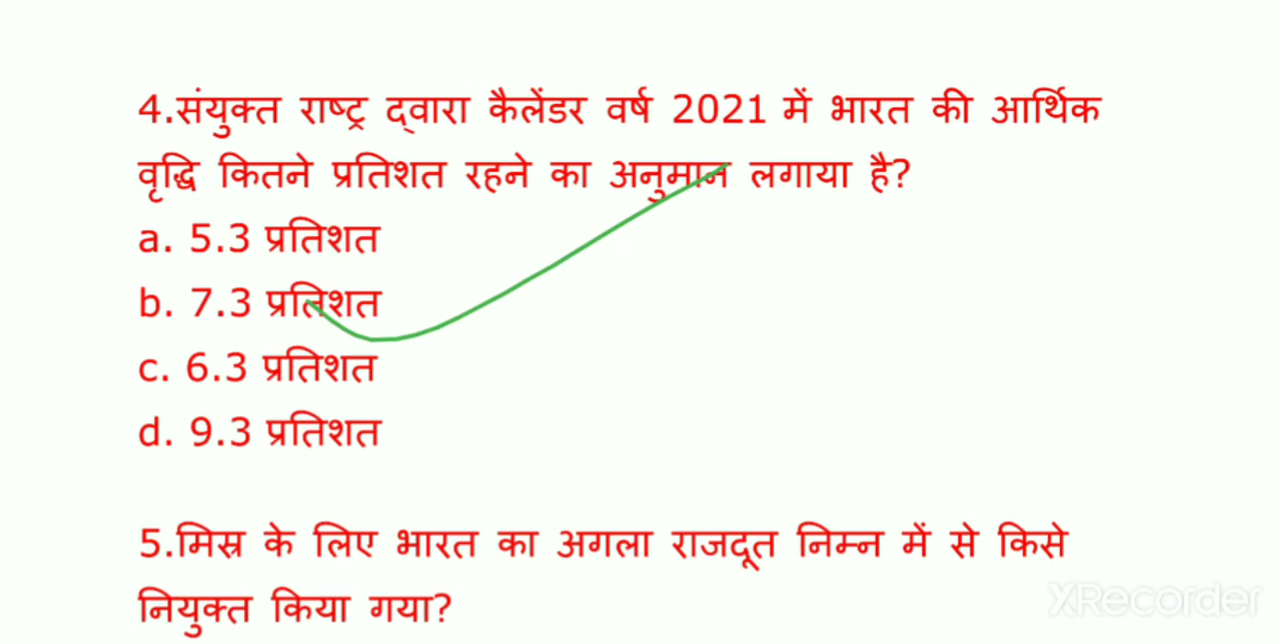 4.संयुक्त राष्ट्र द्वारा कैलेंडर वर्ष 2021 में भारत की आर्थिक
वृद्धि कितने प्रतिशत रहने का अनुमान लगाया है?
a. 5.3 प्रतिशत
b. 7.3 प्रतिशत
c. 6.3 प्रतिशत
d. 9.3 प्रतिशत
5.मिस्र के लिए भारत का अगला राजदूत निम्न में से किसे
नियुक्त किया गया?
XRecorder